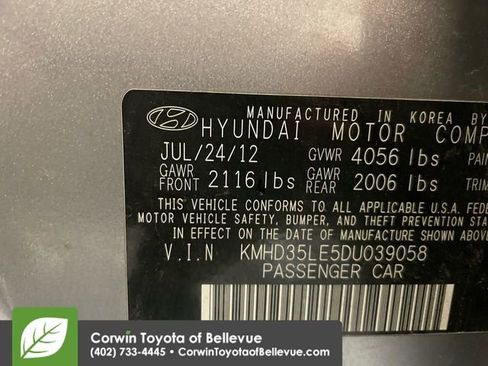 MANUFACTURED IN KOREA BY
HYUNDAI MOTOR COMP
JUL/24/12 GVWR 4056 lbs PAIN
GAWR FRONT 2116 lbs GAWR REAR 2006 lbs TRIM
THIS VEHICLE CONFORMS TO ALL APPLICABLE U.S.A. FEDE
MOTOR VEHICLE SAFETY, BUMPER, AND THEFT PREVENTION STA
IN EFFECT ON THE DATE OF MANUFACTURE SHOWN ABOVE.
V.I.N KMHD35LE5DU039058
PASSENGER CAR
Corwin Toyota of Bellevue
(402) 733-4445 • CorwinToyotaofBellevue.com